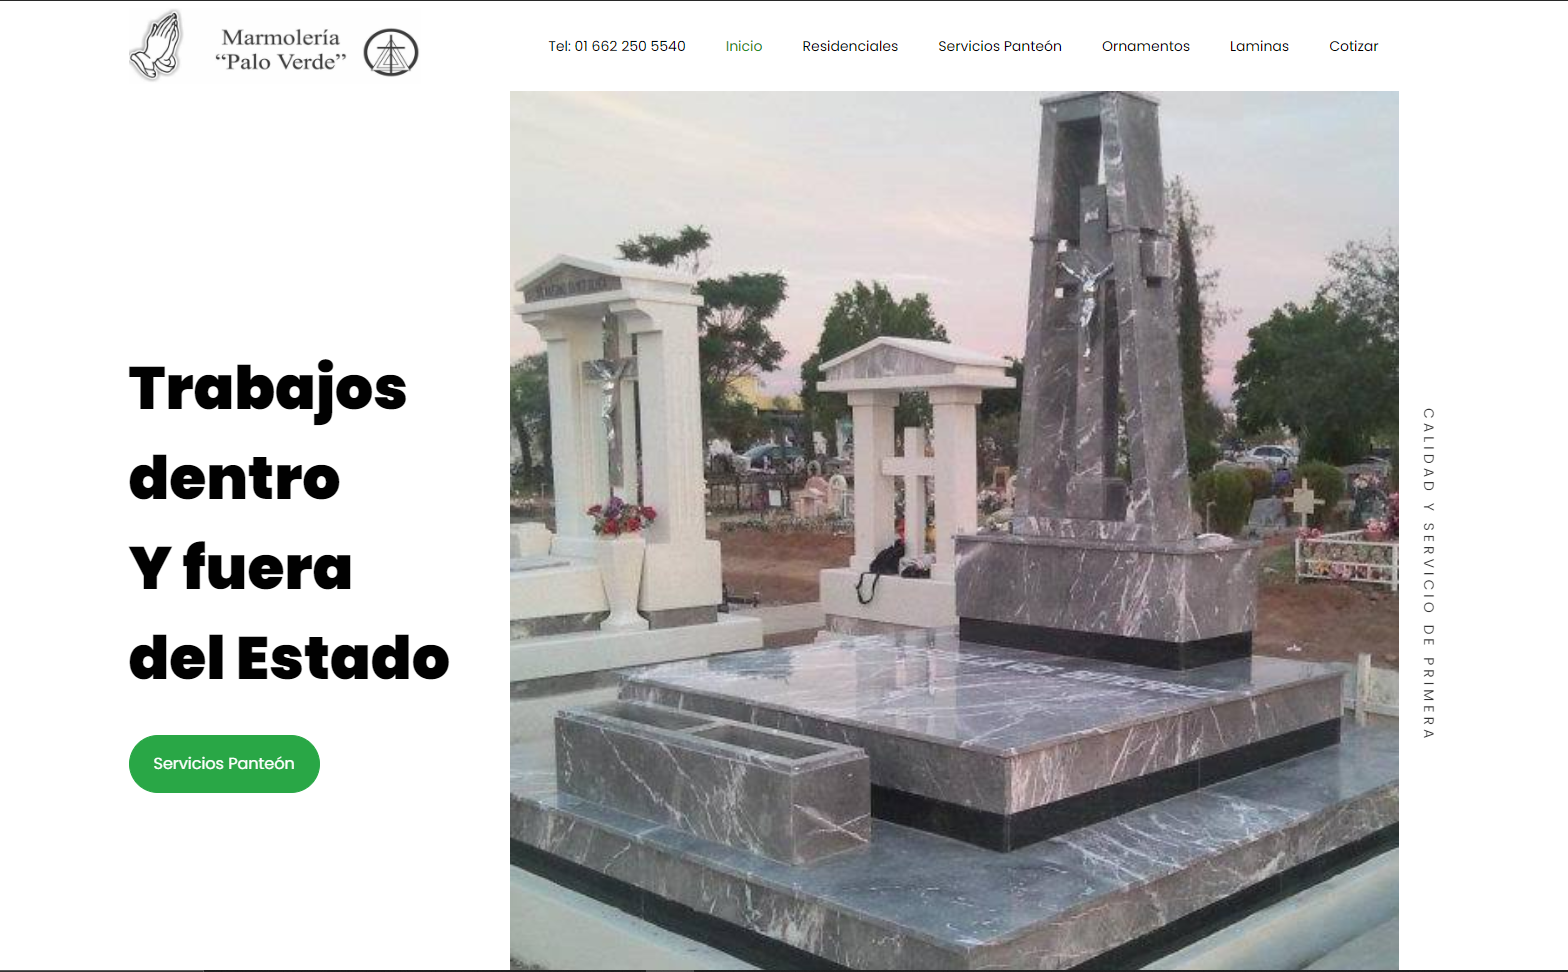 Marmolería
“Palo Verde”
Tel: 01 662 250 5540
Inicio
Residenciales
Servicios Panteón
Ornamentos
Laminas
Cotizar
Trabajos
dentro
Y fuera
del Estado
Servicios Panteón
CALIDAD Y SERVICIO DE PRIMERA